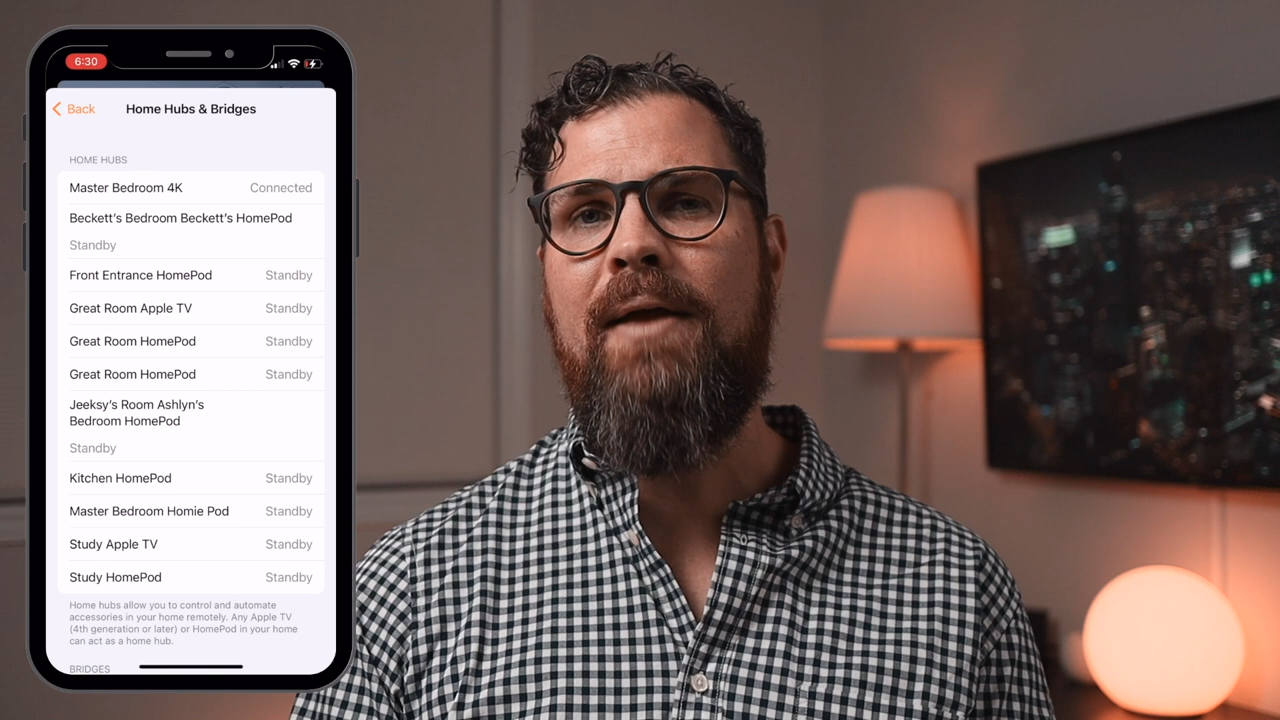 6:30
Back
Home Hubs & Bridges
HOME HUBS
Master Bedroom 4K Connected
Beckett's Bedroom Beckett's HomePod
Standby
Front Entrance HomePod Standby
Great Room Apple TV Standby
Great Room HomePod Standby
Great Room HomePod Standby
Jeeksy's Room Ashlyn's
Bedroom HomePod
Standby
Kitchen HomePod Standby
Master Bedroom Homie Pod Standby
Study Apple TV Standby
Study HomePod Standby
Home hubs allow you to control and automate
accessories in your home remotely. Any Apple TV
(4th generation or later) or HomePod in your home
can act as a home hub.
BRIDGES